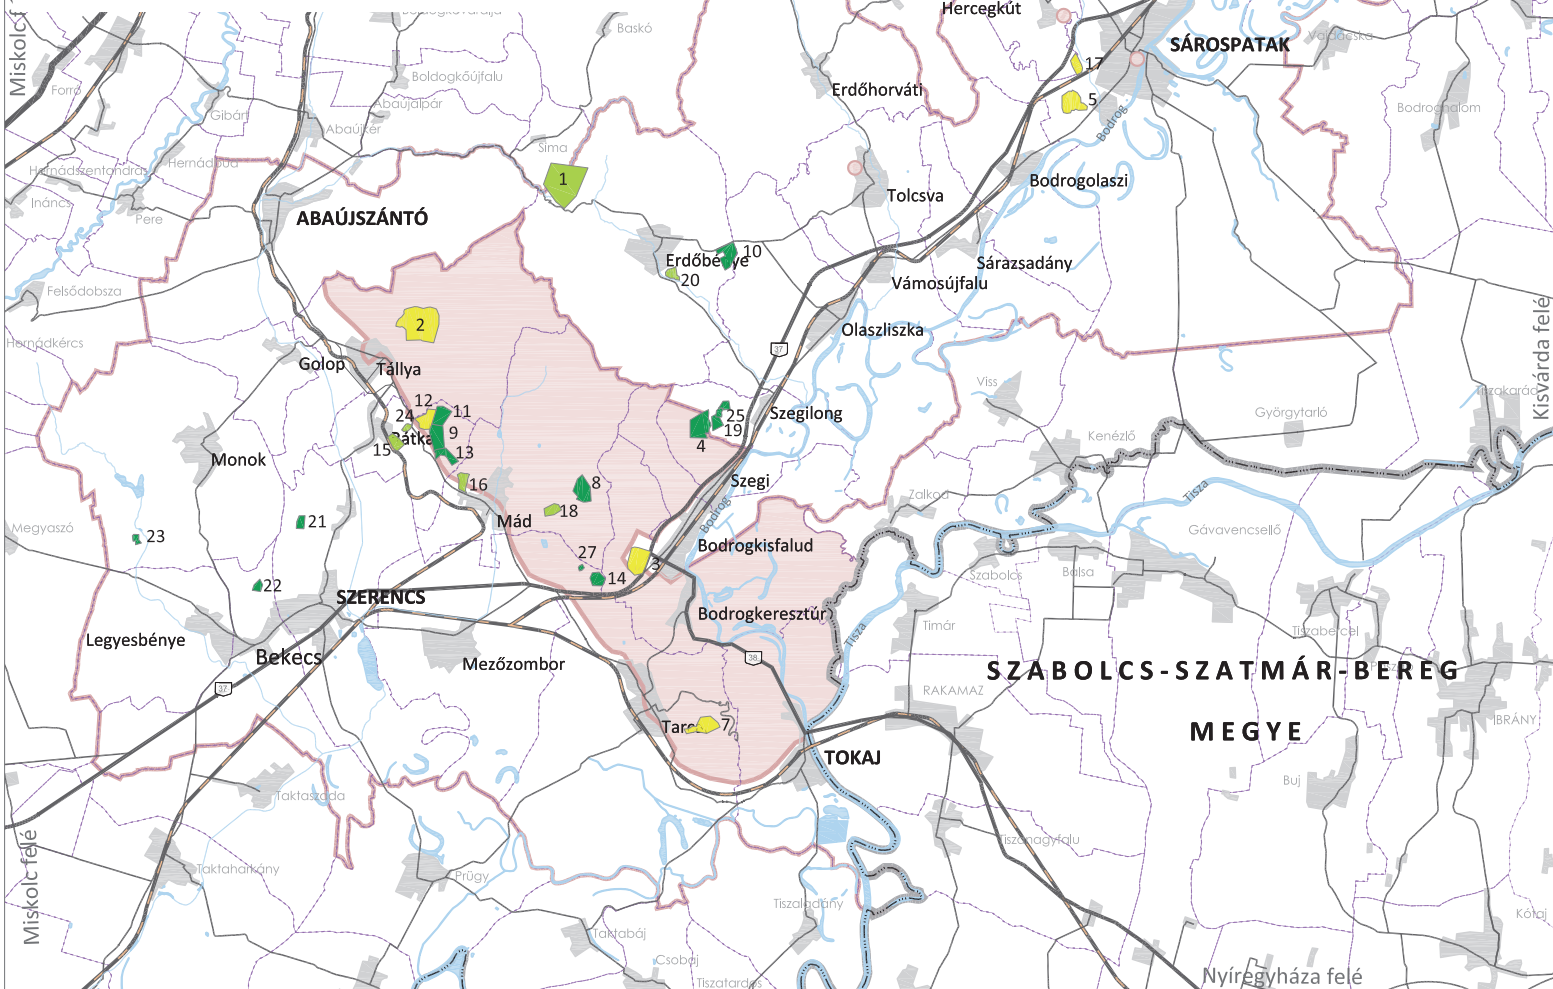 Hercegkút
Boldogkőváralja
Baskó
SÁROSPATAK
Vajdácska
Miskolc f
Boldogkőújfalu
17
Forró
Erdőhorváti
5
Abaújalpár
Bodroghalom
Gibárt
Abaújkér
Bodrog
Sima
Hernádbűd
Hernádszentandrás
1
Bodrogolaszi
Ináncs
Tolcsva
Pere
ABAÚJSZÁNTÓ
10
Erdőbénye
Sárazsadány
20
Vámosújfalu
Felsődobsza
2
Olaszliszka
Kisvárda felé
Hernádkércs
37
Golop
Tállya
Viss
Tiszakarád
12
11
25
Szegilong
Györgytarló
24
9
19
Rátka
4
Kenézlő
15
13
Monok
16
8
Szegi
Tisza
Zalkod
18
Bodrog
21
Mád
Megyaszó
Gávavencsellő
23
Bodrogkisfalud
27
3
14
Szabolcs
Balsa
22
SZERENCS
Bodrogkeresztúr
Timár
Tiszabercel
Legyesbénye
Tisza
Bekecs
Mezőzombor
38
SZABOLCS-SZATMÁR-BEREG
37
RAKAMAZ
IBRÁNY
7
MEGYE
TOKAJ
Buj
Taktaszada
Tiszanagyfalu
Miskolc felé
Taktaharkány
Prügy
Tiszaladány
Kótaj
Taktabáj
Csobaj
Nyíregyháza felé
Tiszatardos